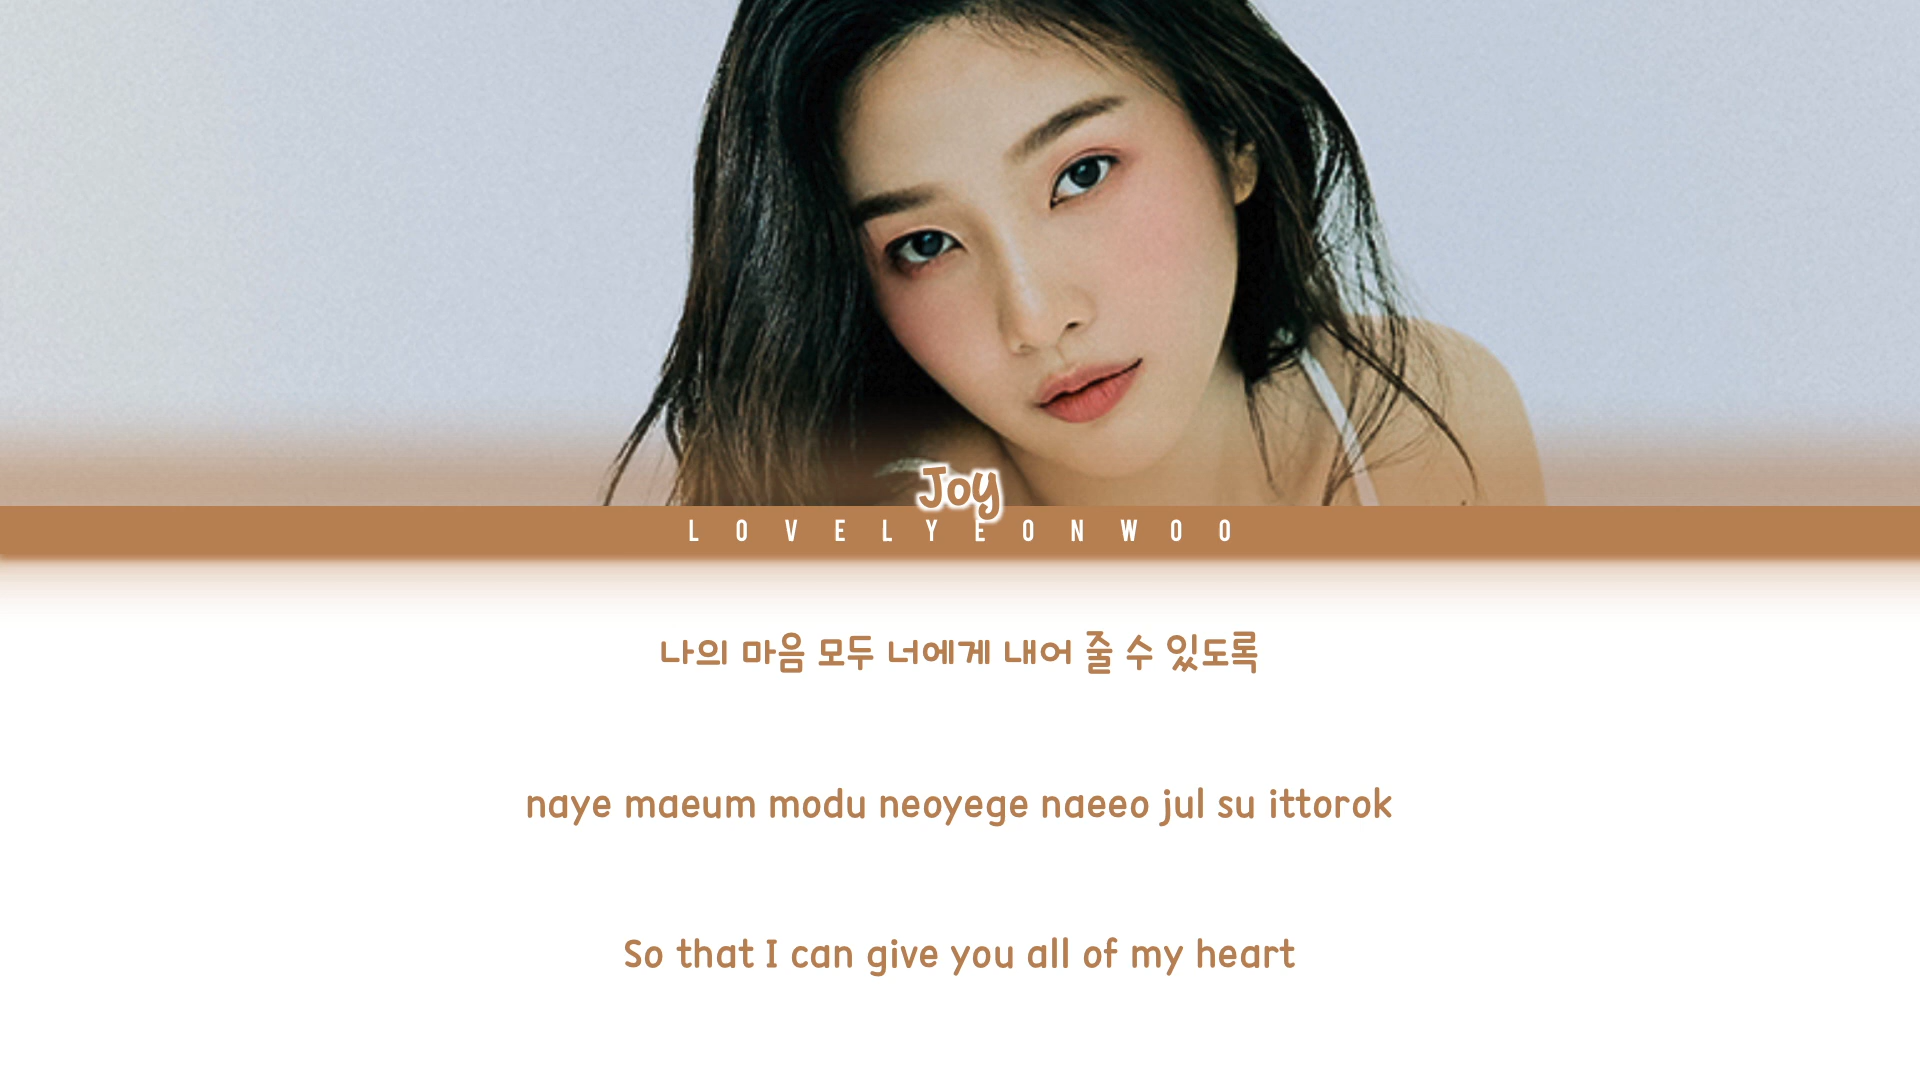 Joy
LOVELYEONWOO
나의 마음 모두 너에게 내어 줄 수 있도록
naye maeum modu neoyege naeeo jul su ittorok
So that I can give you all of my heart